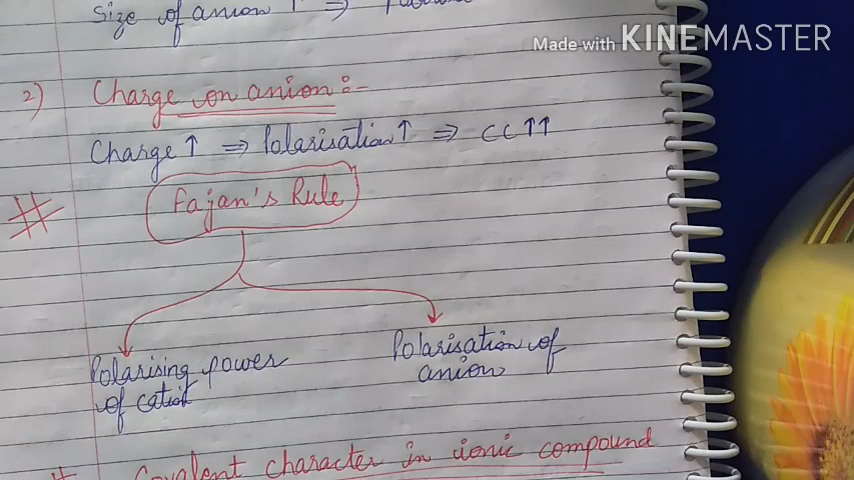 Size of anion ↑ ⇒
Made with KINEMASTER
2) Charge on anion :-
Charge ↑ ⇒ Polarisation ↑ ⇒ CC ↑↑
# Fajan's Rule
Polarising power
of cation
Polarisation of
anion
Covalent character in ionic compound